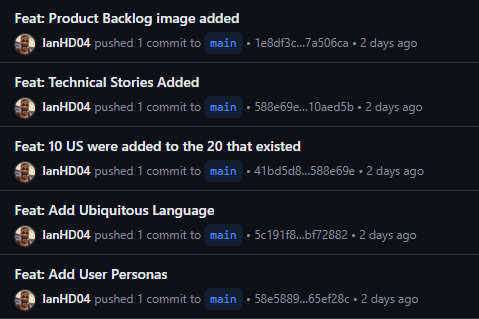 Feat: Product Backlog image added
IanHD04 pushed 1 commit to main • 1e8df3c...7a506ca • 2 days ago
Feat: Technical Stories Added
IanHD04 pushed 1 commit to main • 588e69e...10aed5b • 2 days ago
Feat: 10 US were added to the 20 that existed
IanHD04 pushed 1 commit to main • 41bd5d8...588e69e • 2 days ago
Feat: Add Ubiquitous Language
IanHD04 pushed 1 commit to main • 5c191f8...bf72882 • 2 days ago
Feat: Add User Personas
IanHD04 pushed 1 commit to main • 58e5889...65ef28c • 2 days ago